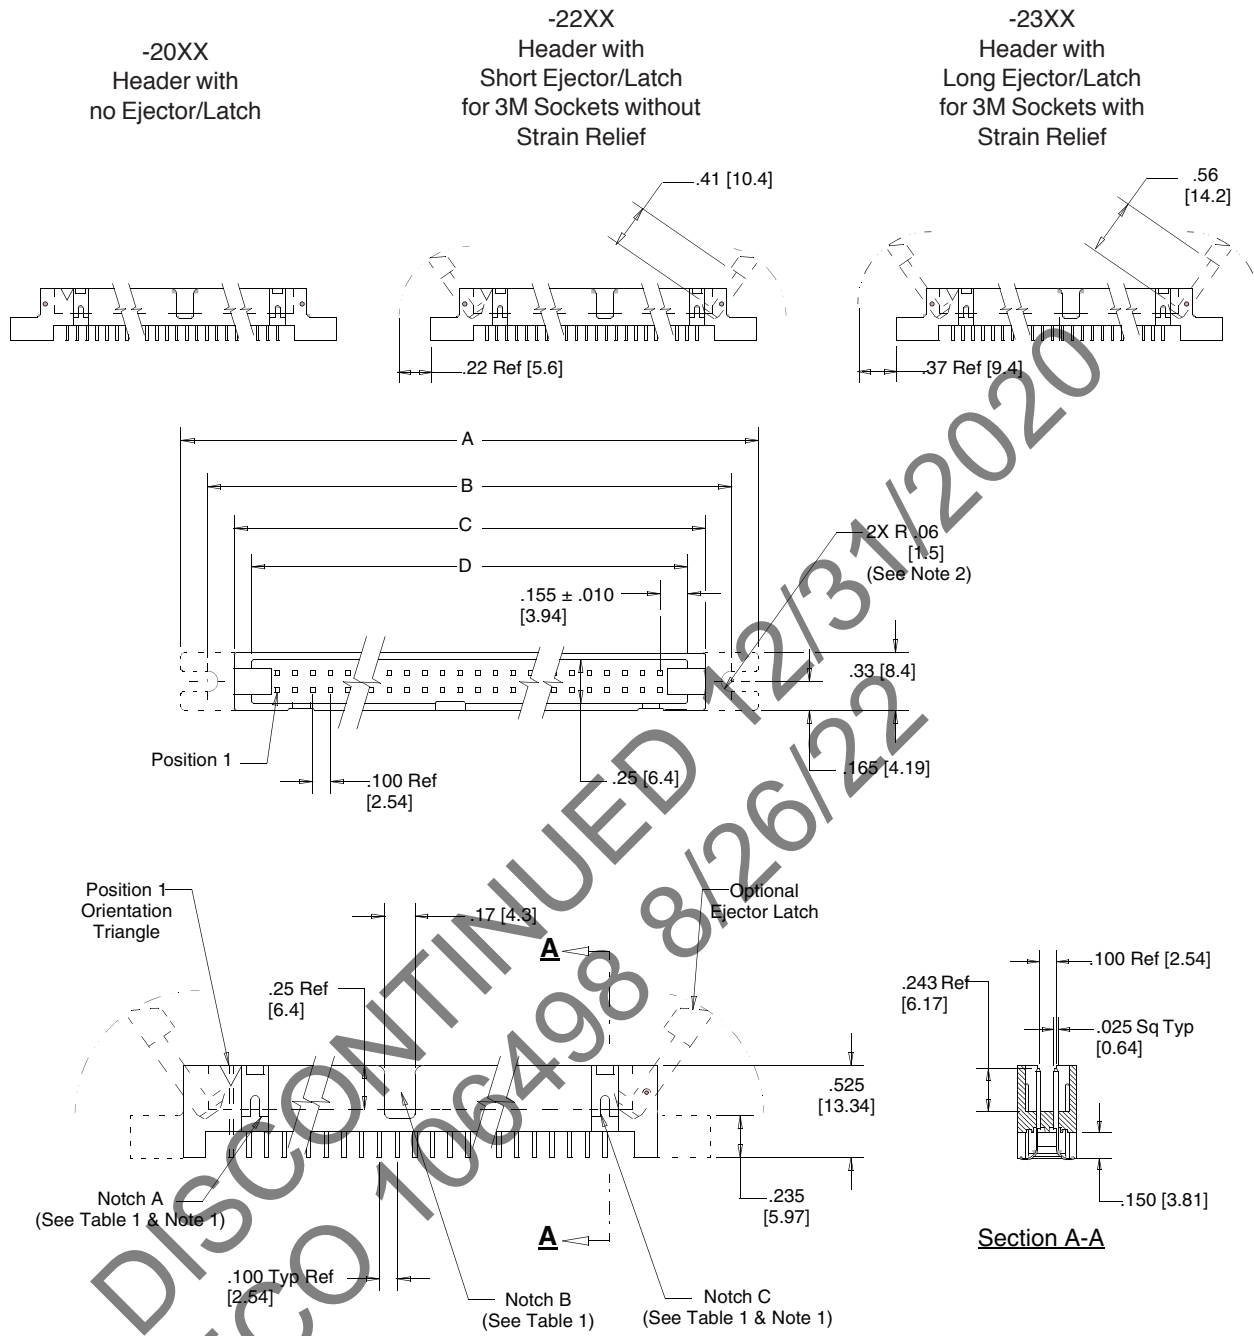 -20XX
Header with
no Ejector/Latch
-22XX
Header with
Short Ejector/Latch
for 3M Sockets without
Strain Relief
-23XX
Header with
Long Ejector/Latch
for 3M Sockets with
Strain Relief
.41 [10.4]
.56
[14.2]
.22 Ref [5.6]
.37 Ref [9.4]
A
B
C
D
2X R .06
[1.5]
(See Note 2)
.155 ± .010
[3.94]
.33 [8.4]
Position 1
.100 Ref
[2.54]
.25 [6.4]
.165 [4.19]
Position 1
Orientation
Triangle
.17 [4.3]
Optional
Ejector Latch
A
.25 Ref
[6.4]
.100 Ref [2.54]
.243 Ref
[6.17]
.025 Sq Typ
[0.64]
.525
[13.34]
Notch A
(See Table 1 & Note 1)
.235
[5.97]
.150 [3.81]
A
Section A-A
.100 Typ Ref
[2.54]
Notch B
(See Table 1)
Notch C
(See Table 1 & Note 1)
DISCONTINUED 12/31/2020
ECO 106498 8/26/22